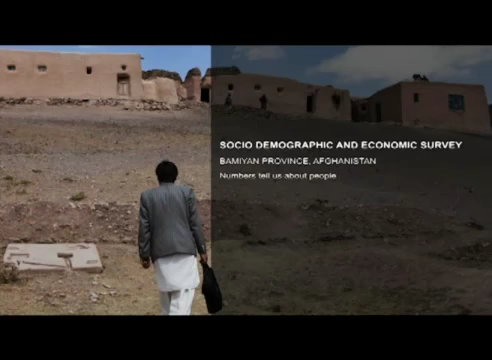 SOCIO DEMOGRAPHIC AND ECONOMIC SURVEY
BAMIYAN PROVINCE, AFGHANISTAN
Numbers tell us about people